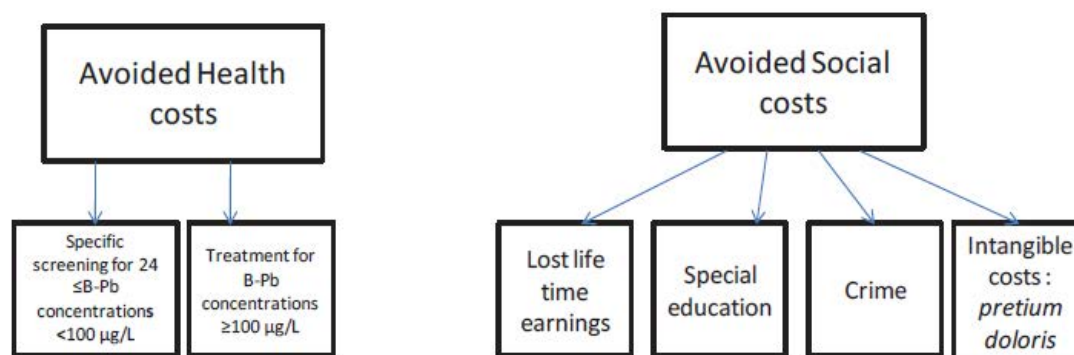 Avoided Health
costs
Avoided Social
costs
Specific
screening for 24
≤B-Pb
concentrations
<100 µg/L
Treatment for
B-Pb
concentrations
≥100 µg/L
Lost life
time
earnings
Special
education
Crime
Intangible
costs :
pretium
doloris